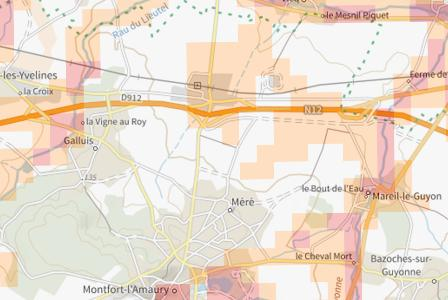 le Mesnil Piquet
Rau du Lieutel
-les-Yvelines
Ferme de
la Croix
D912
N12
la Vigne au Roy
Galluis
135
le Bout de l'Eau
Mareil-le-Guyon
Méré
le Cheval Mort
Bazoches-sur-
Guyonne
Montfort-l'Amaury